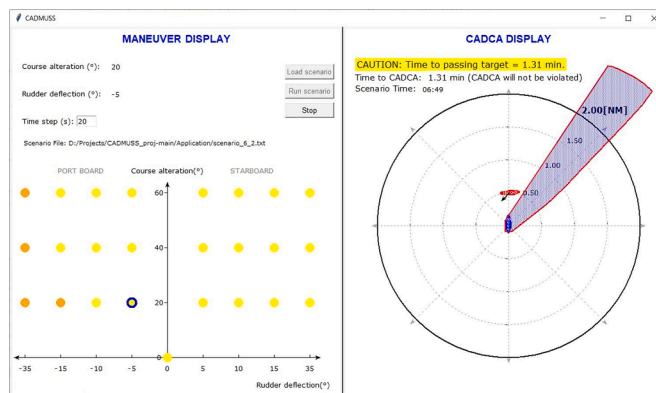 CADMUSS
MANEUVER DISPLAY
Course alteration (°): 20
Rudder deflection (°): -5
Time step (s): 20
Load scenario
Run scenario
Stop
Scenario File: D:/Projects/CADMUSS_proj-main/Application/scenario_6_2.txt
PORT BOARD Course alteration(°) STARBOARD
60
40
20
0
-35 -15 -10 -5 0 5 10 15 35
Rudder deflection(°)
CADCA DISPLAY
CAUTION: Time to passing target = 1.31 min.
Time to CADCA: 1.31 min (CADCA will not be violated)
Scenario Time: 06:49
2.00[NM]
1.50
1.00
0.50